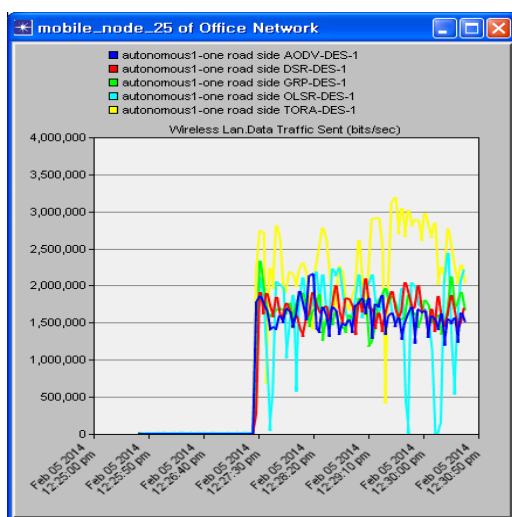 mobile_node_25 of Office Network
autonomous1-one road side AODV-DES-1
autonomous1-one road side DSR-DES-1
autonomous1-one road side GRP-DES-1
autonomous1-one road side OLSR-DES-1
autonomous1-one road side TORA-DES-1
Wireless Lan.Data Traffic Sent (bits/sec)
4,000,000
3,500,000
3,000,000
2,500,000
2,000,000
1,500,000
1,000,000
500,000
0
Feb 05 2014
12:25:00 pm
Feb 05 2014
12:25:50 pm
Feb 05 2014
12:26:40 pm
Feb 05 2014
12:27:30 pm
Feb 05 2014
12:28:20 pm
Feb 05 2014
12:29:10 pm
Feb 05 2014
12:30:00 pm
Feb 05 2014
12:30:50 pm